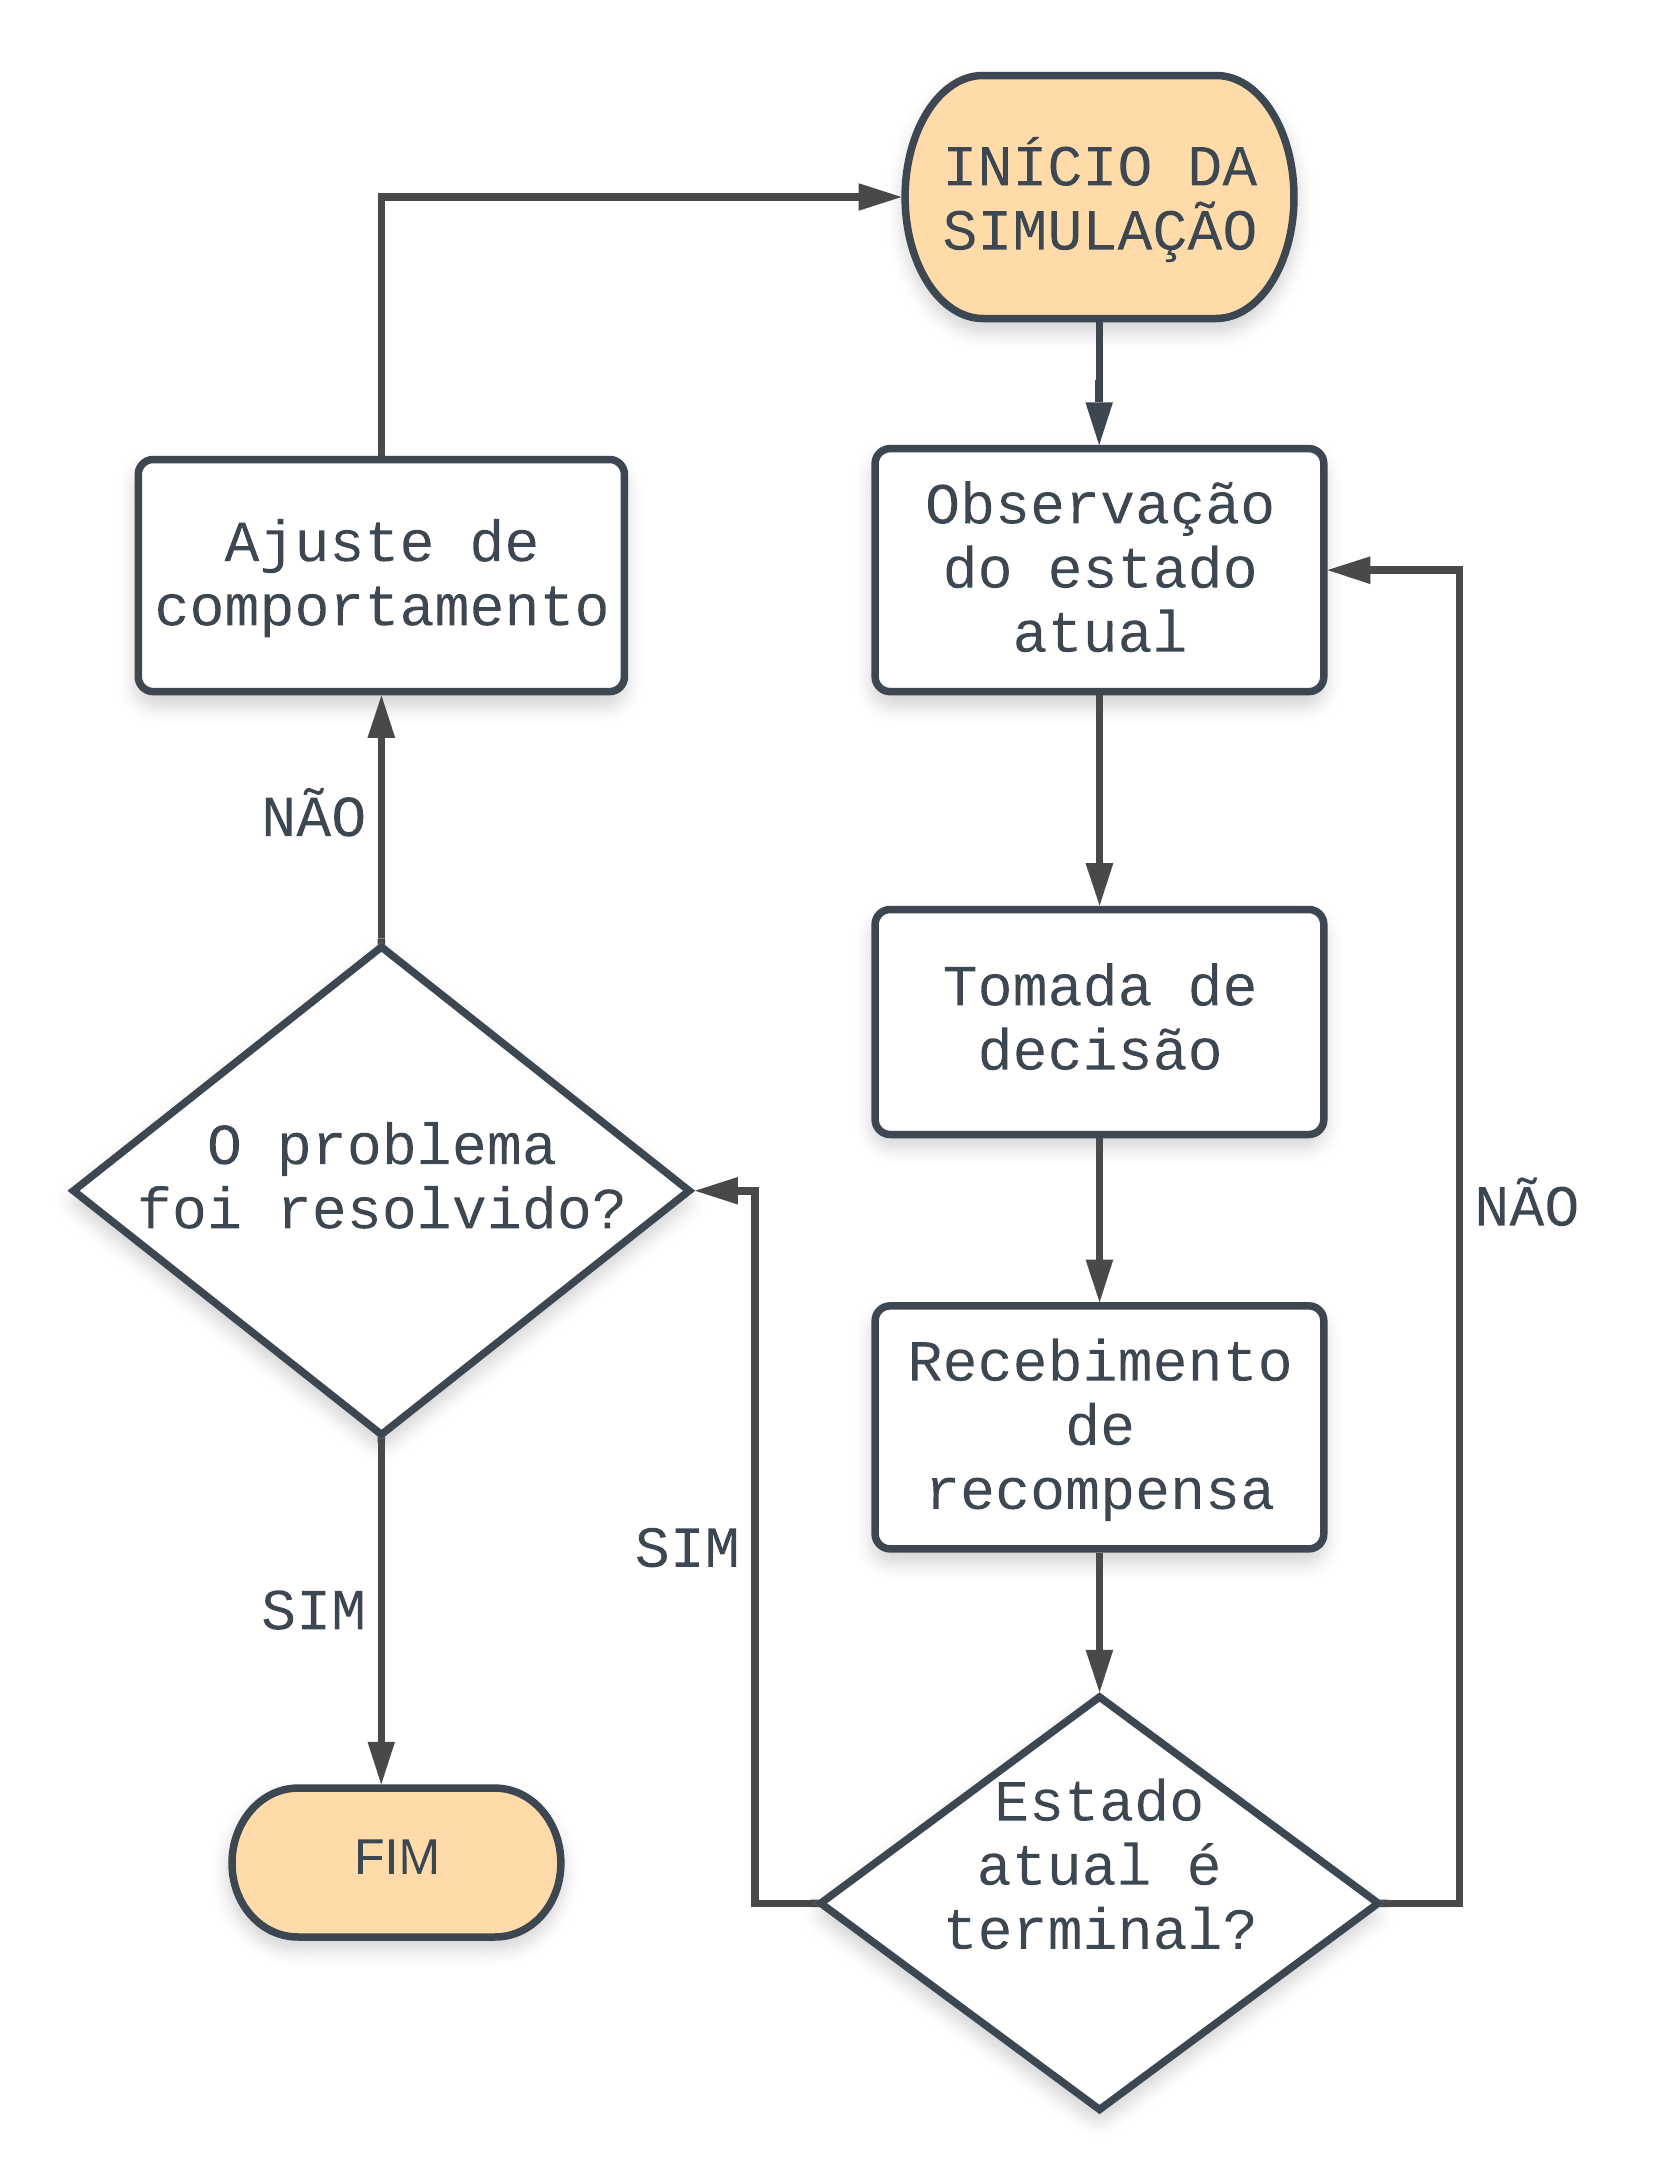 INÍCIO DA
SIMULAÇÃO
Observação
do estado
atual
Tomada de
decisão
Recebimento
de
recompensa
Estado
atual é
terminal?
NÃO
SIM
O problema
foi resolvido?
NÃO
Ajuste de
comportamento
SIM
FIM